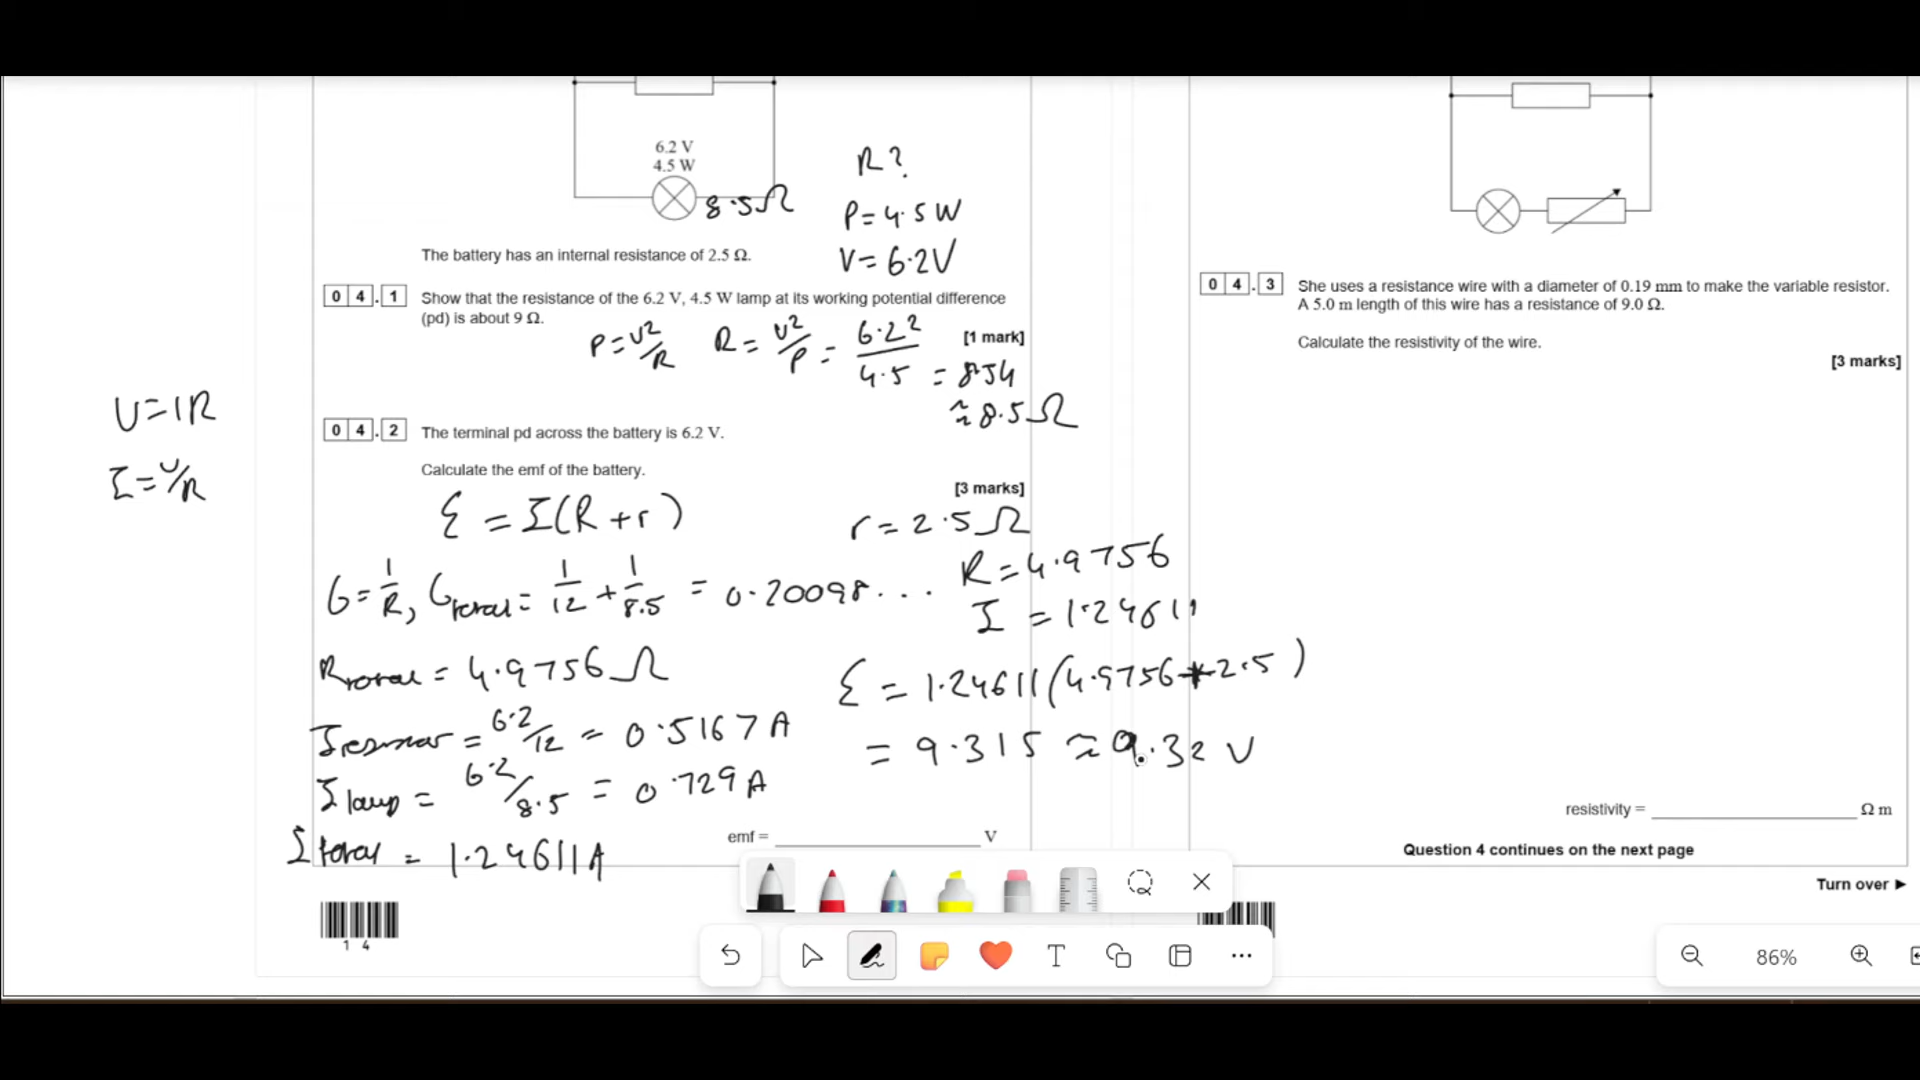 6.2 V
4.5 W
8.5Ω
R?
P=4.5W
V=6.2V
The battery has an internal resistance of 2.5 Ω.
0 4 . 1 Show that the resistance of the 6.2 V, 4.5 W lamp at its working potential difference
(pd) is about 9 Ω.
[1 mark]
P=V²/R R=V²/P=6.2²/4.5 = 8.54
≈8.5Ω
V=IR
I=V/R
0 4 . 2 The terminal pd across the battery is 6.2 V.
Calculate the emf of the battery.
[3 marks]
ε=I(R+r) r=2.5Ω
R=4.9756
G=1/R, Gtotal=1/12+1/8.5 = 0.20098...
I=1.24611
Rtotal=4.9756Ω
ε=1.24611(4.9756+2.5)
Iresistor=6.2/12=0.5167A
=9.315≈9.32V
Ilamp=6.2/8.5=0.729A
emf = V
Itotal=1.24611A
1 4
0 4 . 3 She uses a resistance wire with a diameter of 0.19 mm to make the variable resistor.
A 5.0 m length of this wire has a resistance of 9.0 Ω.
Calculate the resistivity of the wire.
[3 marks]
resistivity = Ω m
Question 4 continues on the next page
Turn over ►
T
86%